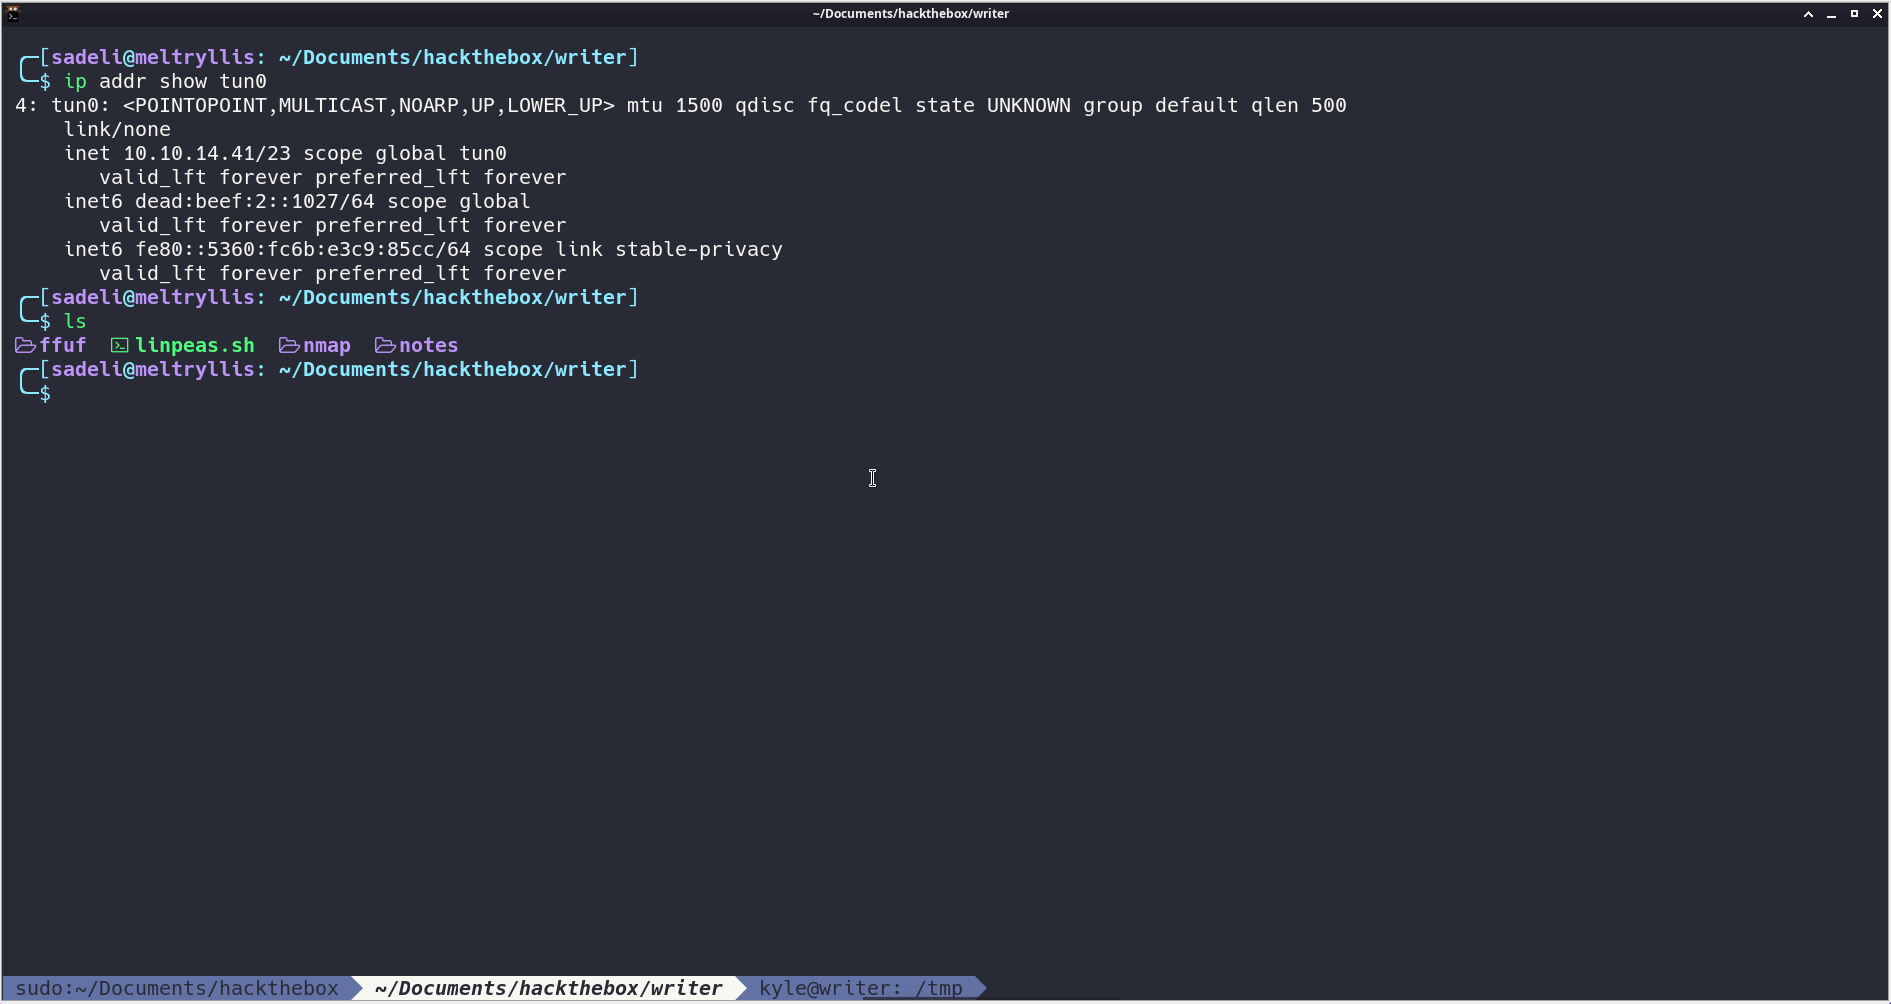 ~/Documents/hackthebox/writer
[sadeli@meltryllis: ~/Documents/hackthebox/writer]
$ ip addr show tun0
4: tun0: <POINTOPOINT,MULTICAST,NOARP,UP,LOWER_UP> mtu 1500 qdisc fq_codel state UNKNOWN group default qlen 500
    link/none
    inet 10.10.14.41/23 scope global tun0
       valid_lft forever preferred_lft forever
    inet6 dead:beef:2::1027/64 scope global
       valid_lft forever preferred_lft forever
    inet6 fe80::5360:fc6b:e3c9:85cc/64 scope link stable-privacy
       valid_lft forever preferred_lft forever
[sadeli@meltryllis: ~/Documents/hackthebox/writer]
$ ls
ffuf  linpeas.sh  nmap  notes
[sadeli@meltryllis: ~/Documents/hackthebox/writer]
$
sudo:~/Documents/hackthebox  ~/Documents/hackthebox/writer  kyle@writer: /tmp